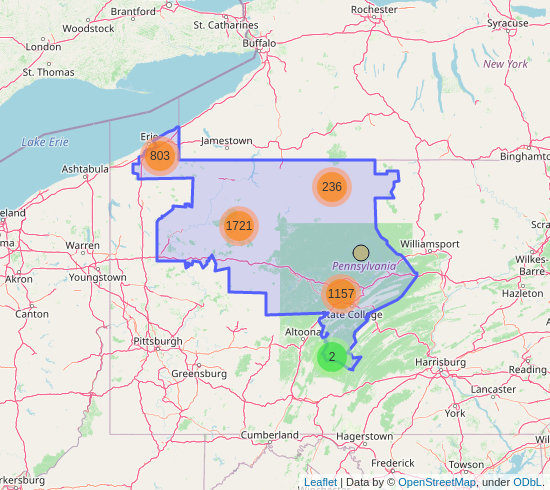 Brantford
Rochester
Woodstock
St. Catharines
Syracuse
London
Buffalo
St. Thomas
New York
Lake Erie
Erie
Jamestown
803
Binghamto
Ashtabula
236
eland
1721
Williamsport
Warren
Pennsylvania
Wilkes-
Barre
Akron
Youngstown
1157
Hazleton
Canton
State College
Altoona
Pittsburgh
2
Harrisburg
Reading,
Greensburg
Lancaster
York
Cumberland
Hagerstown
Wilm
Frederick
Towson
rkersburg
Leaflet | Data by © OpenStreetMap, under ODbL.